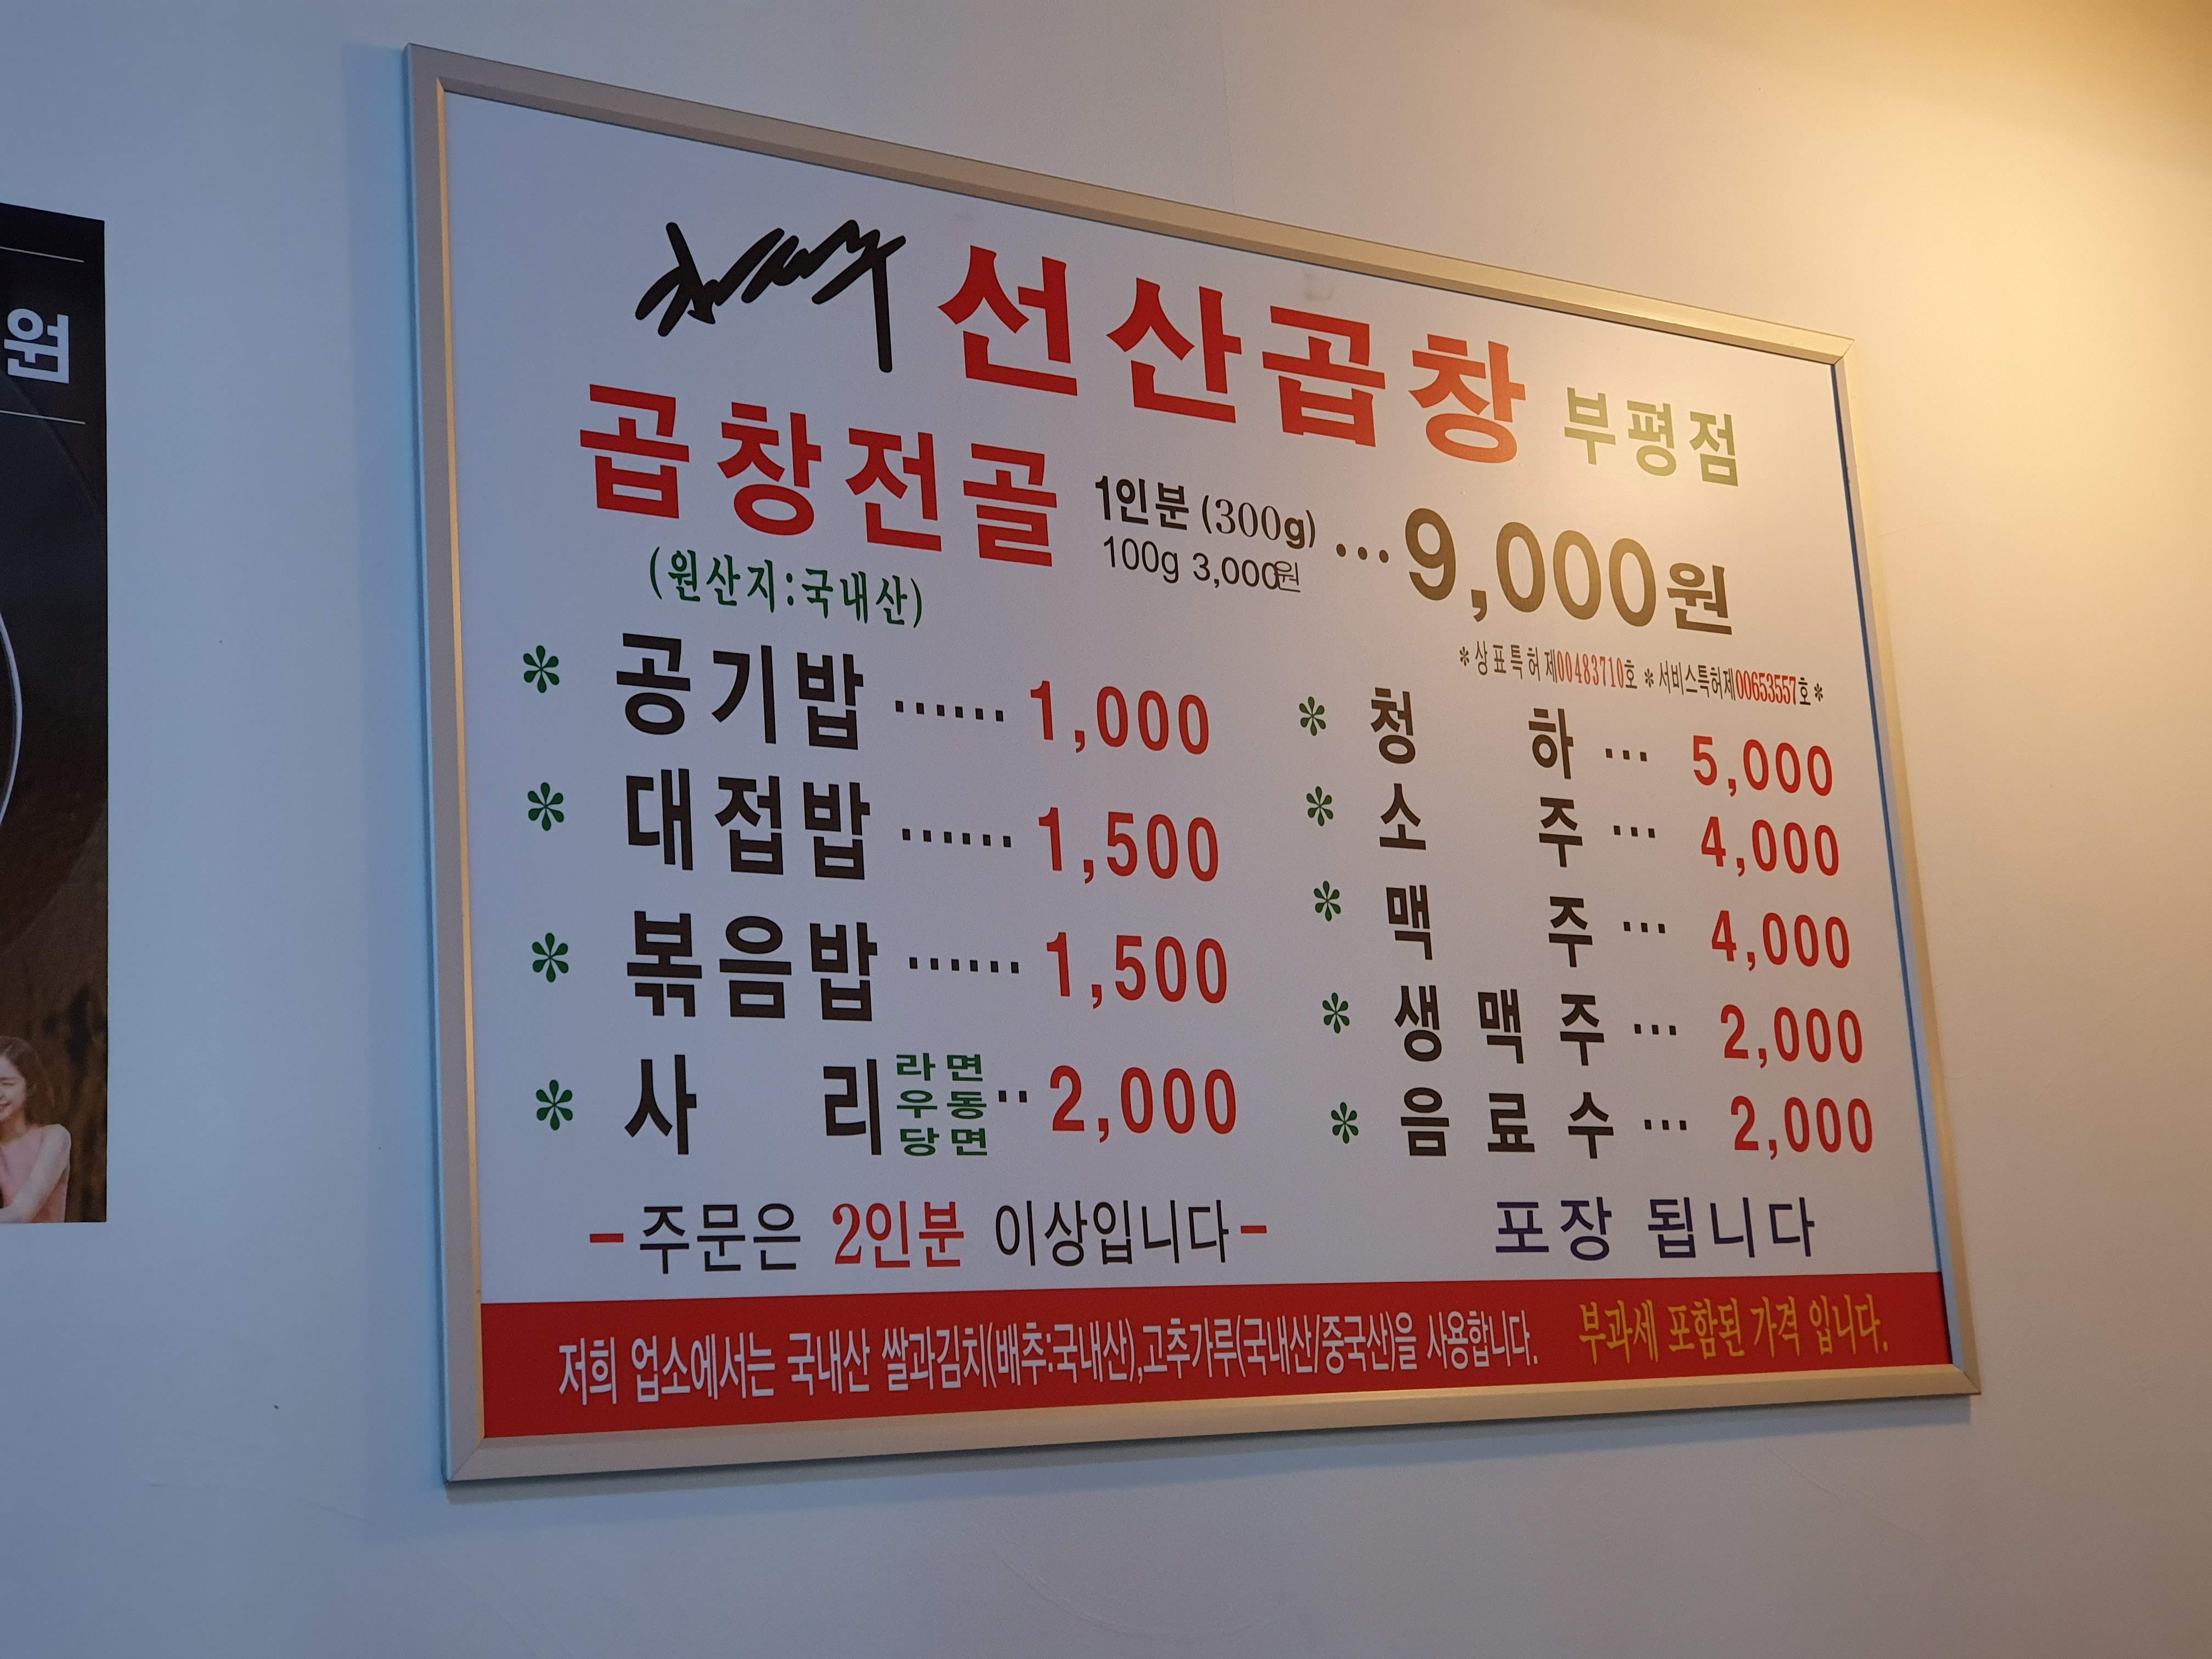 원
선산곱창 부평점
곱창전골 1인분 (300g) ...9,000원
100g 3,000원
(원산지:국내산)
*상표특허 제00483710호 *서비스특허제00653557호*
* 공기밥 ······ 1,000
* 대접밥 ······ 1,500
* 볶음밥 ······ 1,500
* 사리 라면 우동 당면 ·· 2,000
* 청하 ··· 5,000
* 소주 ··· 4,000
* 맥주 ··· 4,000
* 생맥주 ··· 2,000
* 음료수 ··· 2,000
- 주문은 2인분 이상입니다 -
포장 됩니다
저희 업소에서는 국내산 쌀과김치(배추:국내산),고추가루(국내산/중국산)을 사용합니다. 부과세 포함된 가격 입니다.